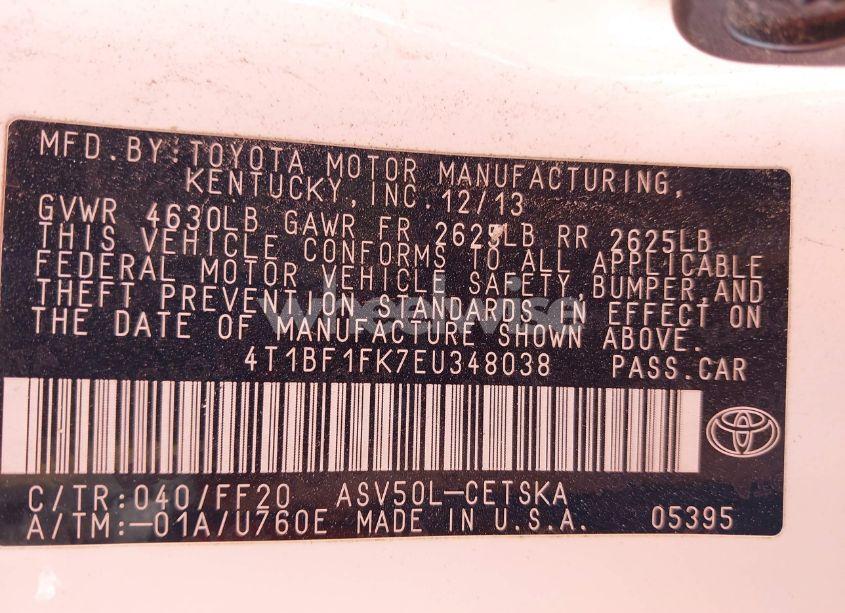 MFD.BY:TOYOTA MOTOR MANUFACTURING,
KENTUCKY,INC.12/13
GVWR 4630LB GAWR FR 2625LB RR 2625LB
THIS VEHICLE CONFORMS TO ALL APPLICABLE
FEDERAL MOTOR VEHICLE SAFETY,BUMPER,AND
THEFT PREVENTION STANDARDS IN EFFECT ON
THE DATE OF MANUFACTURE SHOWN ABOVE.
4T1BF1FK7EU348038 PASS.CAR
C/TR:040/FF20 ASV50L-CETSKA
A/TM:-01A/U760E MADE IN U.S.A. 05395